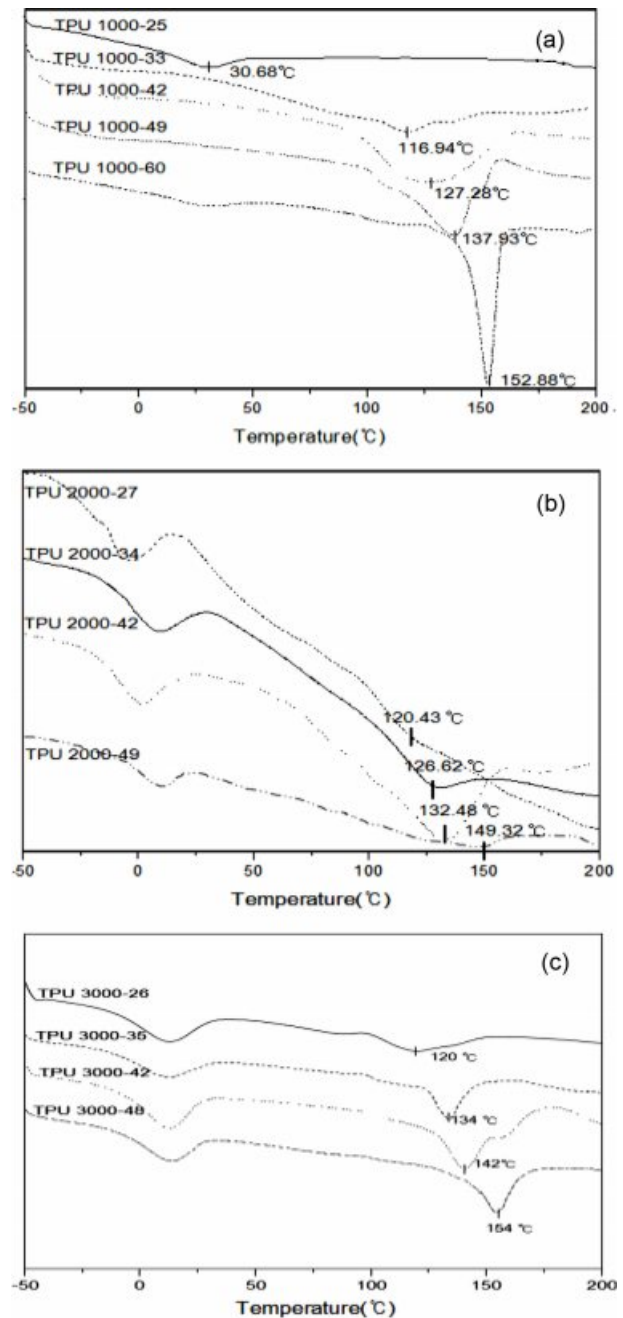 (a)
TPU 1000-25
TPU 1000-33
30.68℃
TPU 1000-42
TPU 1000-49
116.94℃
TPU 1000-60
127.28℃
137.93℃
152.88℃
-50 0 50 100 150 200
Temperature(℃)
(b)
TPU 2000-27
TPU 2000-34
TPU 2000-42
120.43 ℃
TPU 2000-49
126.62 ℃
132.48 ℃
149.32 ℃
-50 0 50 100 150 200
Temperature(℃)
(c)
TPU 3000-26
TPU 3000-35
120 ℃
TPU 3000-42
TPU 3000-48
134 ℃
142℃
154 ℃
-50 0 50 100 150 200
Temperature(℃)